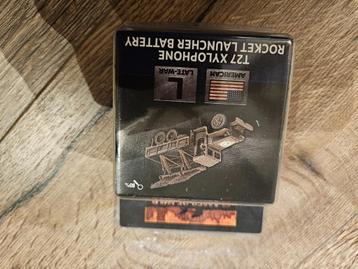 T27 XYLOPHONE
ROCKET LAUNCHER BATTERY
AMERICAN
LATE-WAR
L